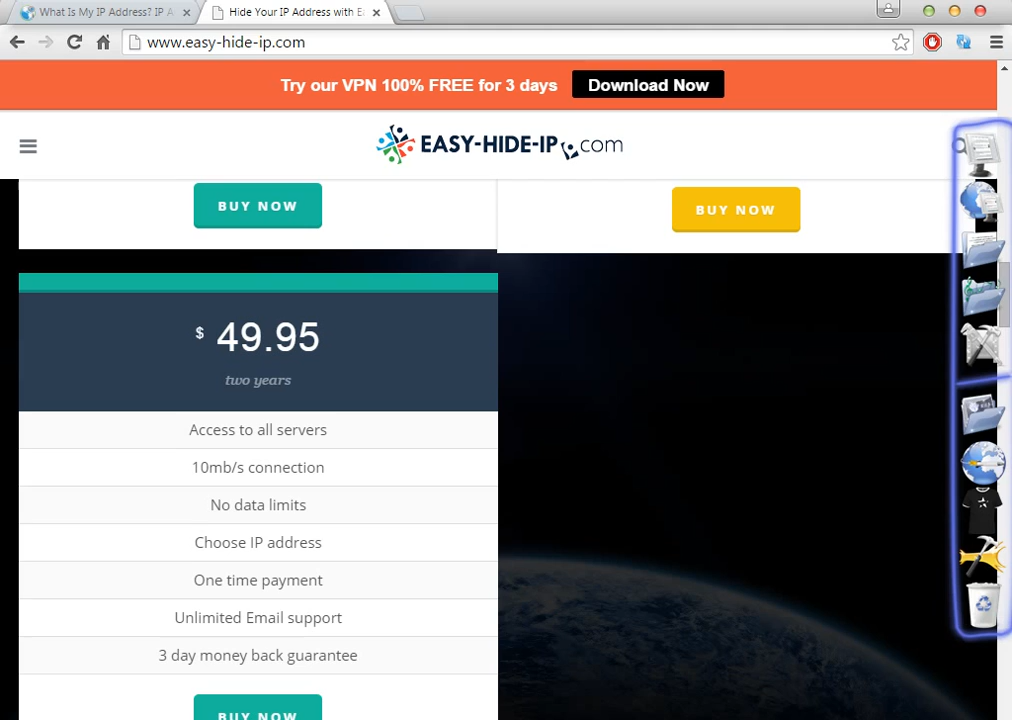 What Is My IP Address? IP A
Hide Your IP Address with Ea
www.easy-hide-ip.com
Try our VPN 100% FREE for 3 days
Download Now
EASY-HIDE-IP.com
BUY NOW
BUY NOW
$ 49.95
two years
Access to all servers
10mb/s connection
No data limits
Choose IP address
One time payment
Unlimited Email support
3 day money back guarantee
BUY NOW